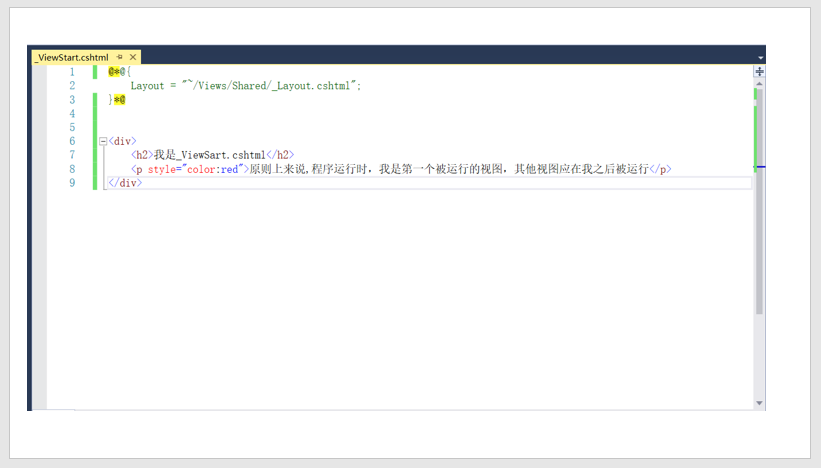 _ViewStart.cshtml
1 @*@{
2 Layout = "~/Views/Shared/_Layout.cshtml";
3 }*@
4
5
6 <div>
7 <h2>我是_ViewSart.cshtml</h2>
8 <p style="color:red">原则上来说,程序运行时，我是第一个被运行的视图，其他视图应在我之后被运行</p>
9 </div>